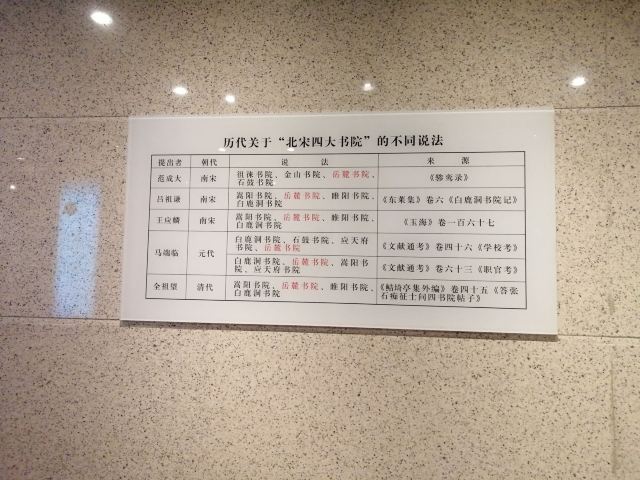 历代关于“北宋四大书院”的不同说法
提出者 朝代 说 法 来 源
范成大 南宋 徂徕书院、金山书院、岳麓书院、
石鼓书院 《骖鸾录》
吕祖谦 南宋 嵩阳书院、岳麓书院、睢阳书院、
白鹿洞书院 《东莱集》卷六《白鹿洞书院记》
王应麟 南宋 嵩阳书院、岳麓书院、睢阳书院、
白鹿洞书院 《玉海》卷一百六十七
马端临 元代 白鹿洞书院、石鼓书院、应天府
书院、岳麓书院 《文献通考》卷四十六《学校考》
白鹿洞书院、岳麓书院、嵩阳书
院、应天府书院 《文献通考》卷六十三《职官考》
全祖望 清代 嵩阳书院、岳麓书院、睢阳书院、
白鹿洞书院 《鲒埼亭集外编》卷四十五《答张
石痴征士问四书院帖子》